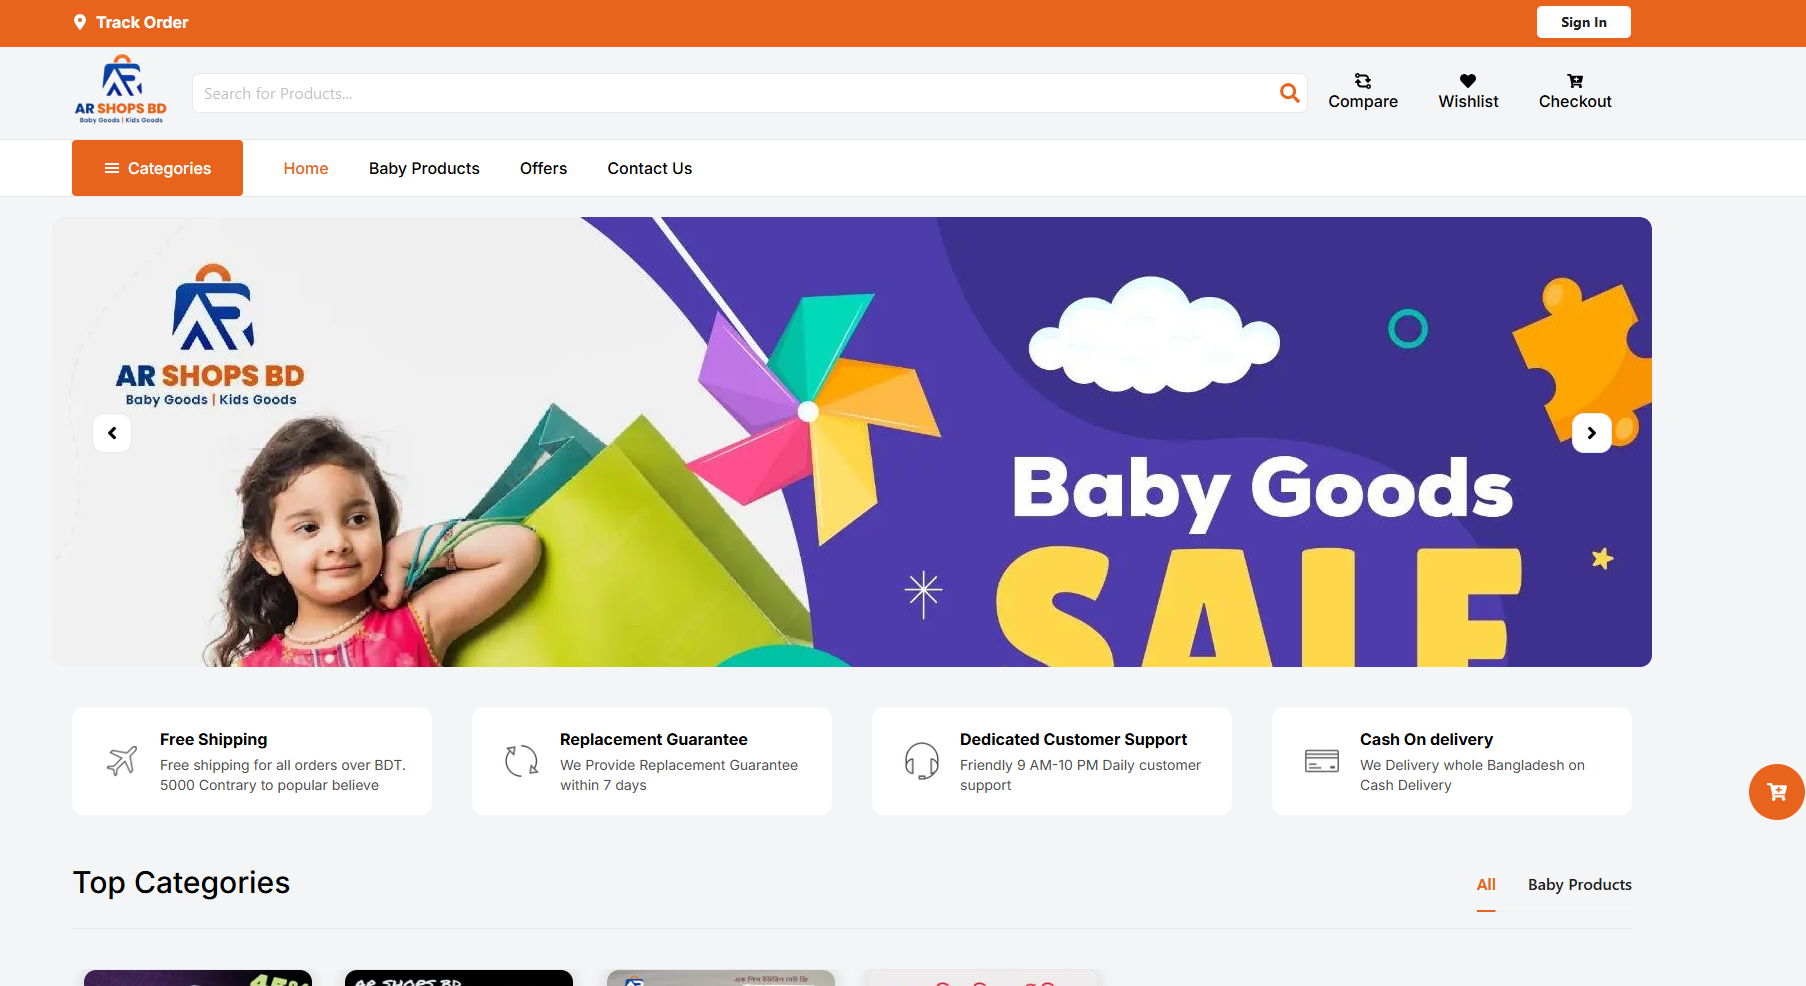 Track Order
Sign In
AR SHOPS BD
Baby Goods | Kids Goods
Search for Products...
Compare
Wishlist
Checkout
Categories
Home
Baby Products
Offers
Contact Us
AR SHOPS BD
Baby Goods | Kids Goods
Baby Goods
SALE
Free Shipping
Free shipping for all orders over BDT.
5000 Contrary to popular believe
Replacement Guarantee
We Provide Replacement Guarantee
within 7 days
Dedicated Customer Support
Friendly 9 AM-10 PM Daily customer
support
Cash On delivery
We Delivery whole Bangladesh on
Cash Delivery
Top Categories
All
Baby Products
AR SHOPS BD